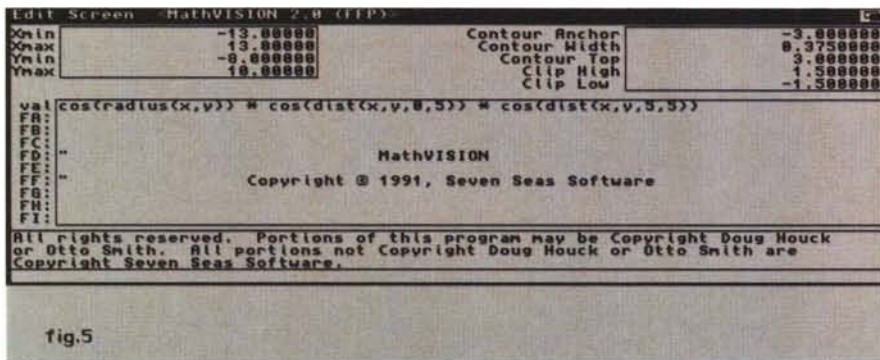 Edit Screen <MathVISION 2.0 (FFP)>
Xmin -13.00000 Contour Anchor -3.000000
Xmax 13.00000 Contour Width 0.3750000
Ymin -8.000000 Contour Top 3.000000
Ymax 10.00000 Clip High 1.500000
Clip Low -1.500000
val cos(radius(x,y)) * cos(dist(x,y,0,5)) * cos(dist(x,y,5,5))
FA:
FB:
FC:
FD: " MathVISION
FE:
FF: " Copyright © 1991, Seven Seas Software
FG:
FH:
FI:
All rights reserved. Portions of this program may be Copyright Doug Houck
or Otto Smith. All portions not Copyright Doug Houck or Otto Smith are
Copyright Seven Seas Software.
fig.5